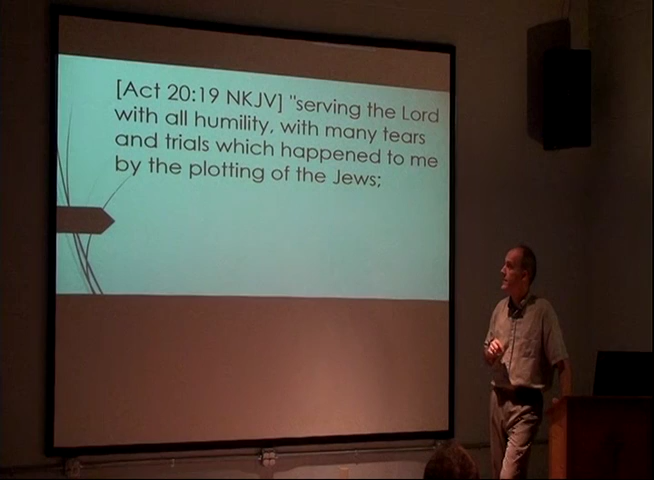 [Act 20:19 NKJV] "serving the Lord
with all humility, with many tears
and trials which happened to me
by the plotting of the Jews;